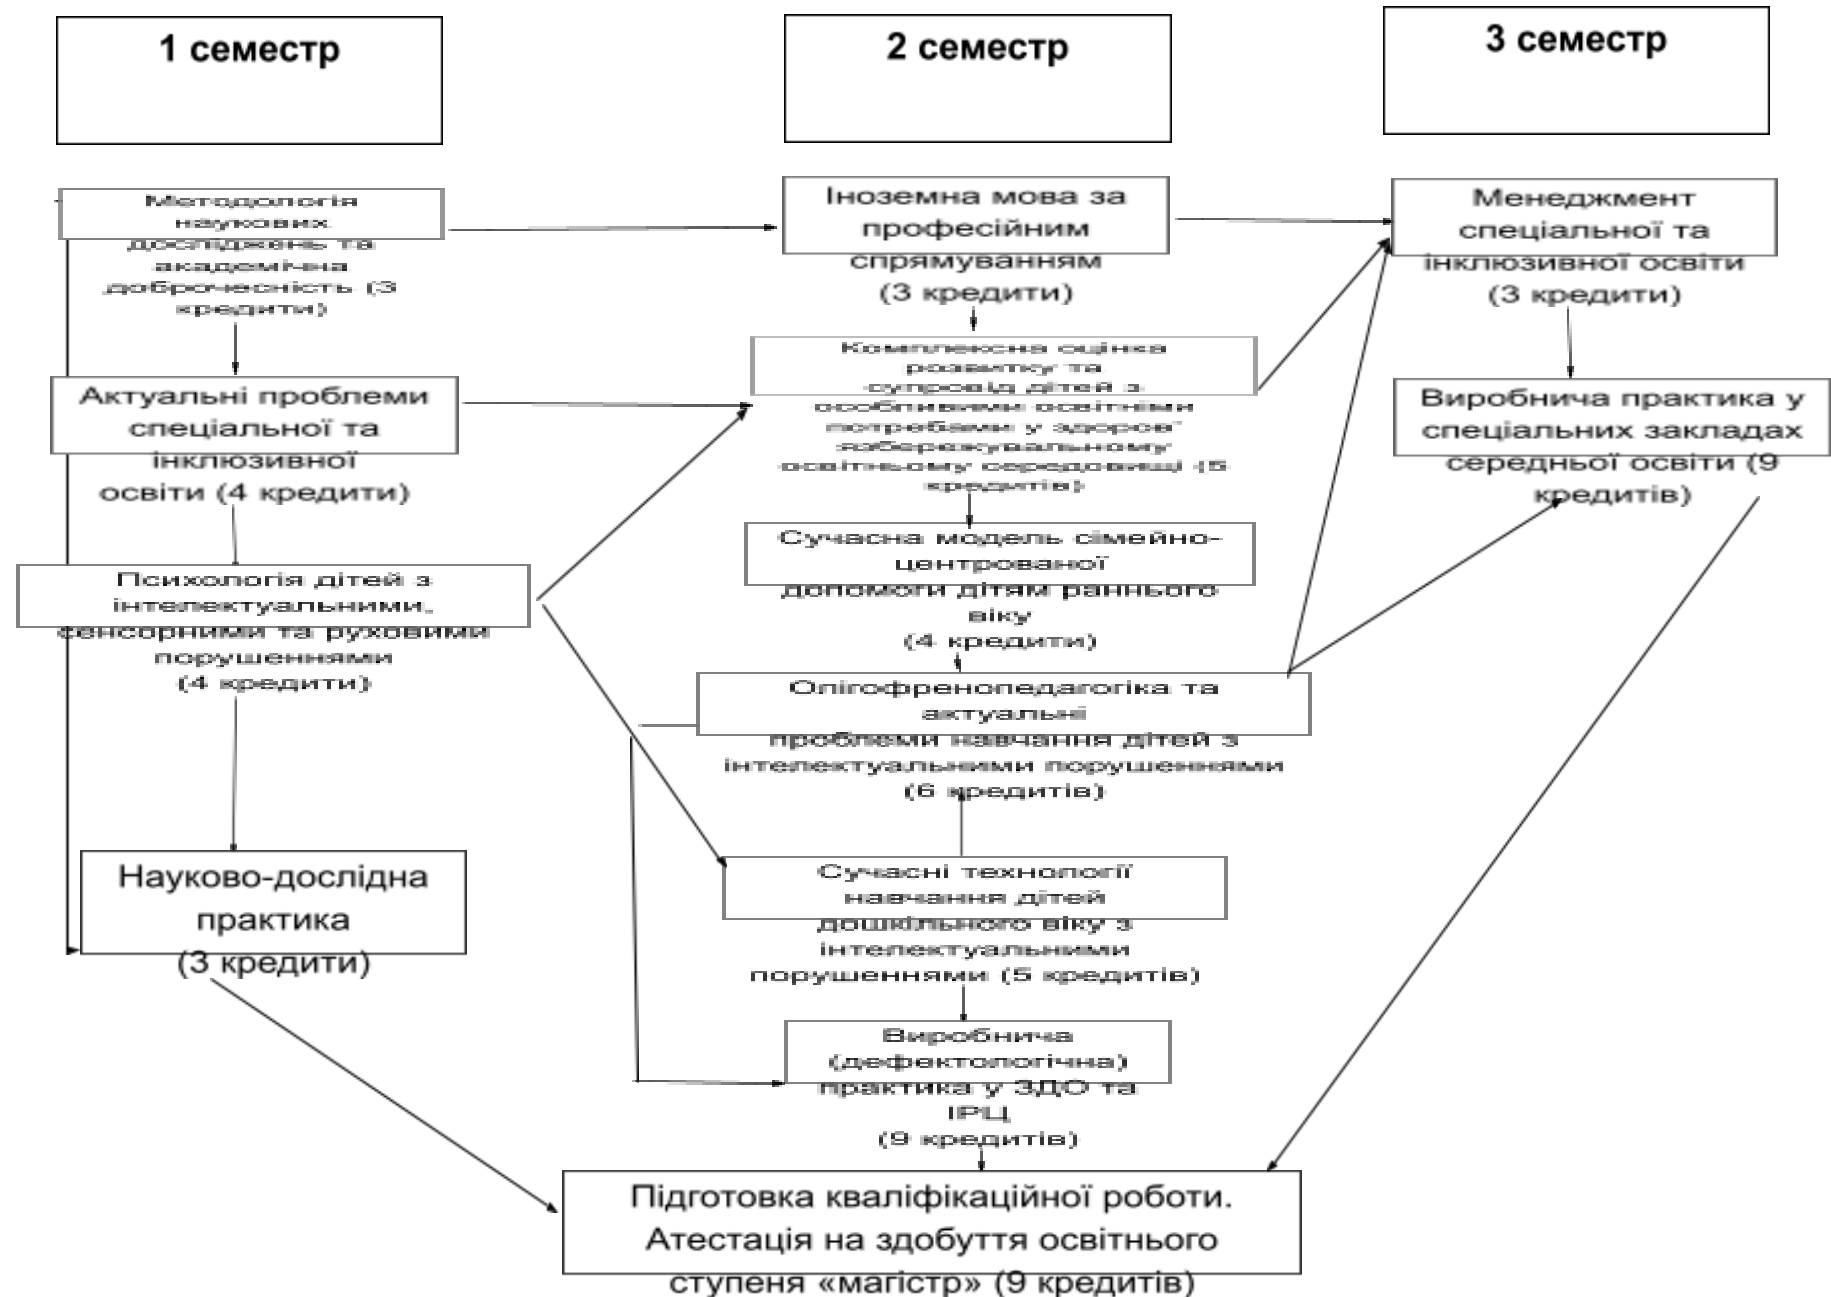 1 семестр
2 семестр
3 семестр
Методологія
наукових
досліджень та
академічна
доброчесність (3
кредити)
Актуальні проблеми
спеціальної та
інклюзивної
освіти (4 кредити)
Психологія дітей з
інтелектуальними,
сенсорними та руховими
порушеннями
(4 кредити)
Науково-дослідна
практика
(3 кредити)
Іноземна мова за
професійним
спрямуванням
(3 кредити)
Комплексна оцінка
розвитку та
супровід дітей з
особливими освітніми
потребами у здоров'
язбережувальному
освітньому середовищі (5
кредитів)
Сучасна модель сімейно-
центрованої
допомоги дітям раннього
віку
(4 кредити)
Олігофренопедагогіка та
актуальні
проблеми навчання дітей з
інтелектуальними порушеннями
(6 кредитів)
Сучасні технології
навчання дітей
дошкільного віку з
інтелектуальними
порушеннями (5 кредитів)
Виробнича
(дефектологічна)
практика у ЗДО та
ІРЦ
(9 кредитів)
Менеджмент
спеціальної та
інклюзивної освіти
(3 кредити)
Виробнича практика у
спеціальних закладах
середньої освіти (9
кредитів)
Підготовка кваліфікаційної роботи.
Атестація на здобуття освітнього
ступеня «магістр» (9 кредитів)